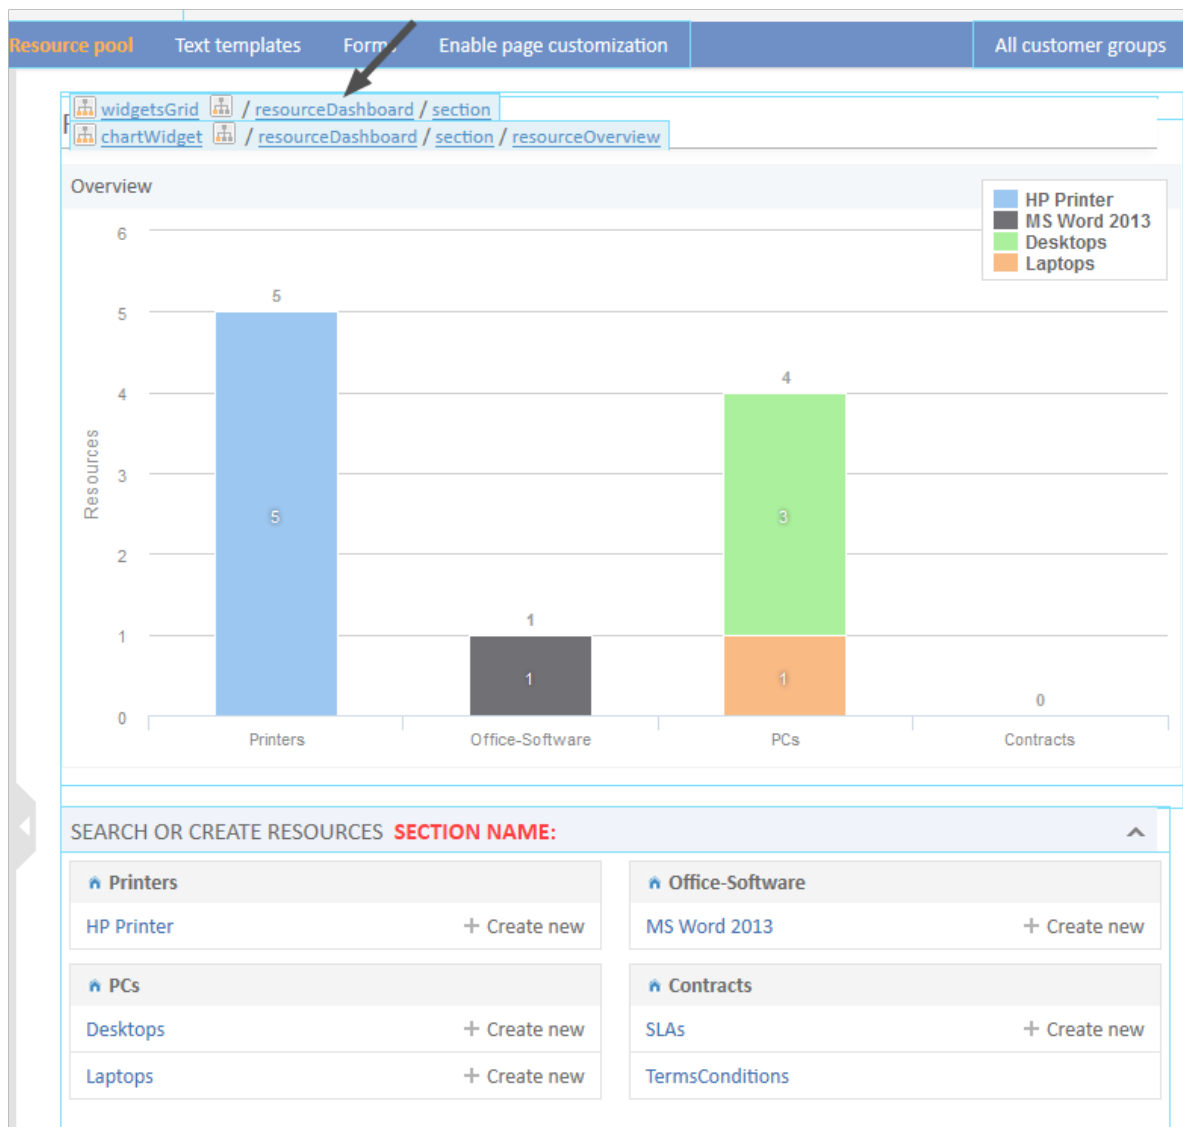 Resource pool Text templates Forms Enable page customization All customer groups
widgetsGrid / resourceDashboard / section
chartWidget / resourceDashboard / section / resourceOverview
Overview
HP Printer
MS Word 2013
Desktops
Laptops
6
5
4
3
2
1
0
Resources
5
5
1
1
4
3
1
0
Printers Office-Software PCs Contracts
SEARCH OR CREATE RESOURCES SECTION NAME:
Printers
HP Printer + Create new
Office-Software
MS Word 2013 + Create new
PCs
Desktops + Create new
Laptops + Create new
Contracts
SLAs + Create new
TermsConditions